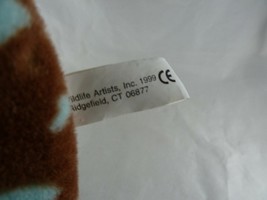 ildlife Artists, Inc. 1999 CE
idgefield, CT 06877